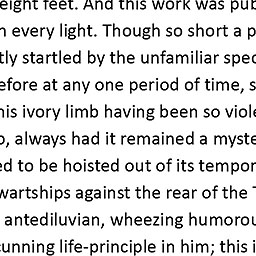 eight feet. And this work was pub
n every light. Though so short a p
tly startled by the unfamiliar spec
efore at any one period of time, s
his ivory limb having been so viole
o, always had it remained a myste
ed to be hoisted out of its tempor
wartships against the rear of the
antediluvian, wheezing humorou
cunning life-principle in him; this i